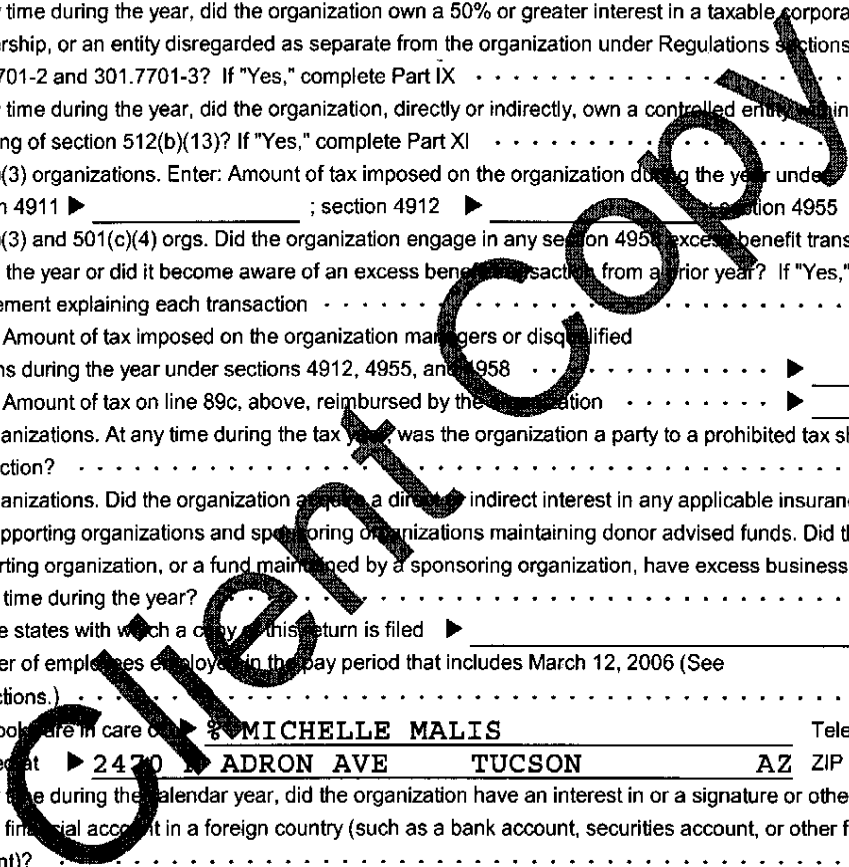 time during the year, did the organization own a 50% or greater interest in a taxable corpora
ership, or an entity disregarded as separate from the organization under Regulations sections
701-2 and 301.7701-3? If "Yes," complete Part IX
time during the year, did the organization, directly or indirectly, own a controlled entity within
ng of section 512(b)(13)? If "Yes," complete Part XI
(3) organizations. Enter: Amount of tax imposed on the organization during the year under
n 4911 ▶ ; section 4912 ▶ ; section 4955
(3) and 501(c)(4) orgs. Did the organization engage in any section 4958 excess benefit trans
the year or did it become aware of an excess benefit transaction from a prior year? If "Yes,"
ement explaining each transaction
Amount of tax imposed on the organization managers or disqualified
ns during the year under sections 4912, 4955, and 4958 ▶
Amount of tax on line 89c, above, reimbursed by the organization ▶
anizations. At any time during the tax year, was the organization a party to a prohibited tax sh
ction?
anizations. Did the organization acquire a direct or indirect interest in any applicable insuran
pporting organizations and sponsoring organizations maintaining donor advised funds. Did th
rting organization, or a fund maintained by a sponsoring organization, have excess business
time during the year?
e states with which a copy of this return is filed ▶
er of employees employed in the pay period that includes March 12, 2006 (See
ctions.)
books are in care of ▶ % MICHELLE MALIS Tele
ed at ▶ 2470 ADRON AVE TUCSON AZ ZIP
time during the calendar year, did the organization have an interest in or a signature or othe
financial account in a foreign country (such as a bank account, securities account, or other f
nt)?
Client Copy